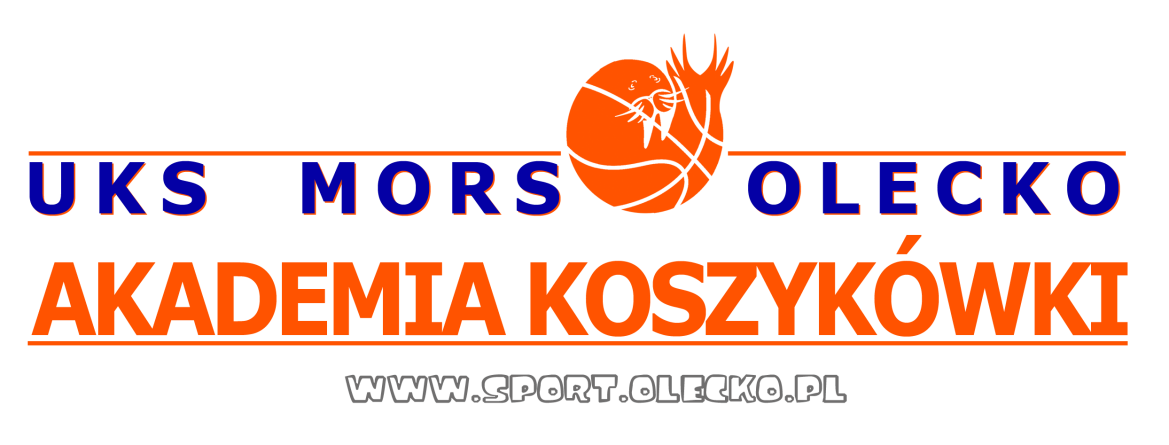 UKS MORS OLECKO
AKADEMIA KOSZYKÓWKI
WWW.SPORT.OLECKO.PL